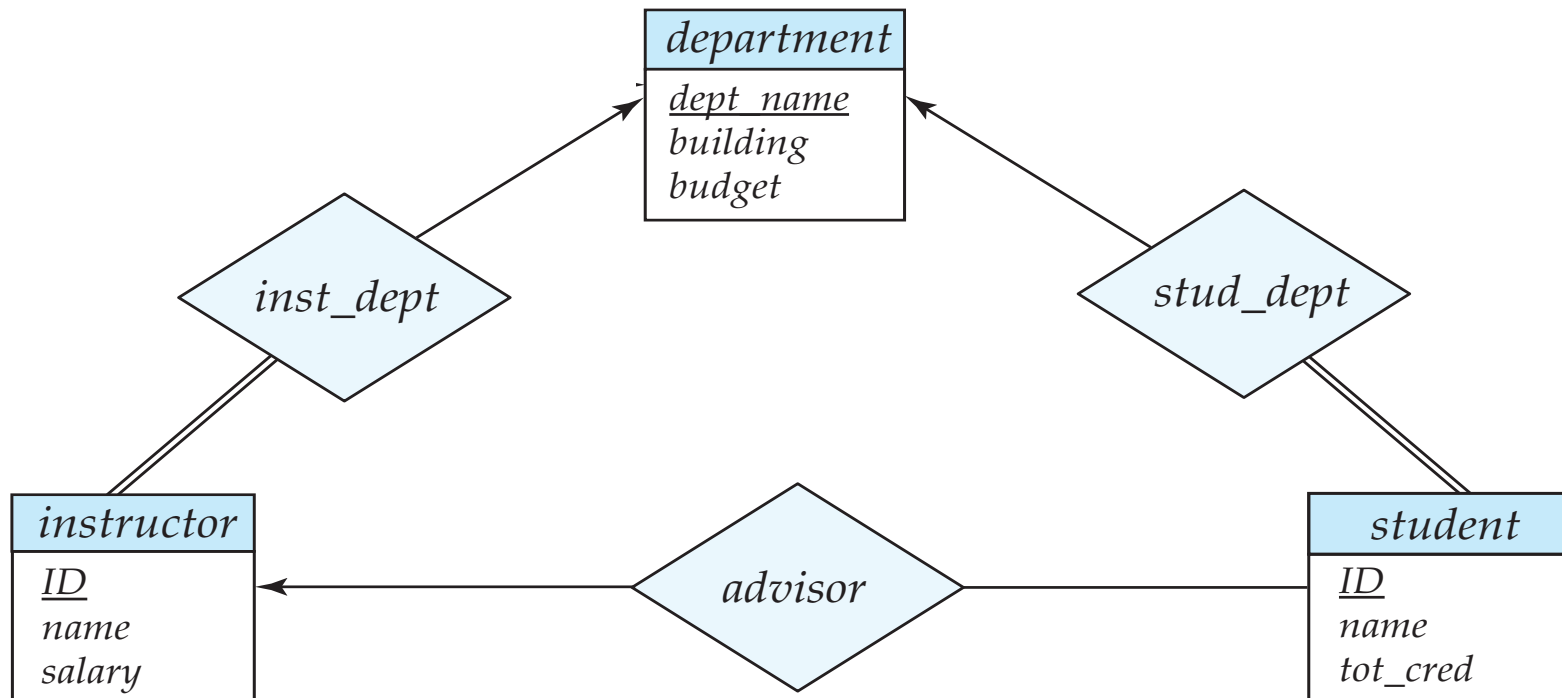 department
dept_name
building
budget
inst_dept
stud_dept
instructor
ID
name
salary
advisor
student
ID
name
tot_cred